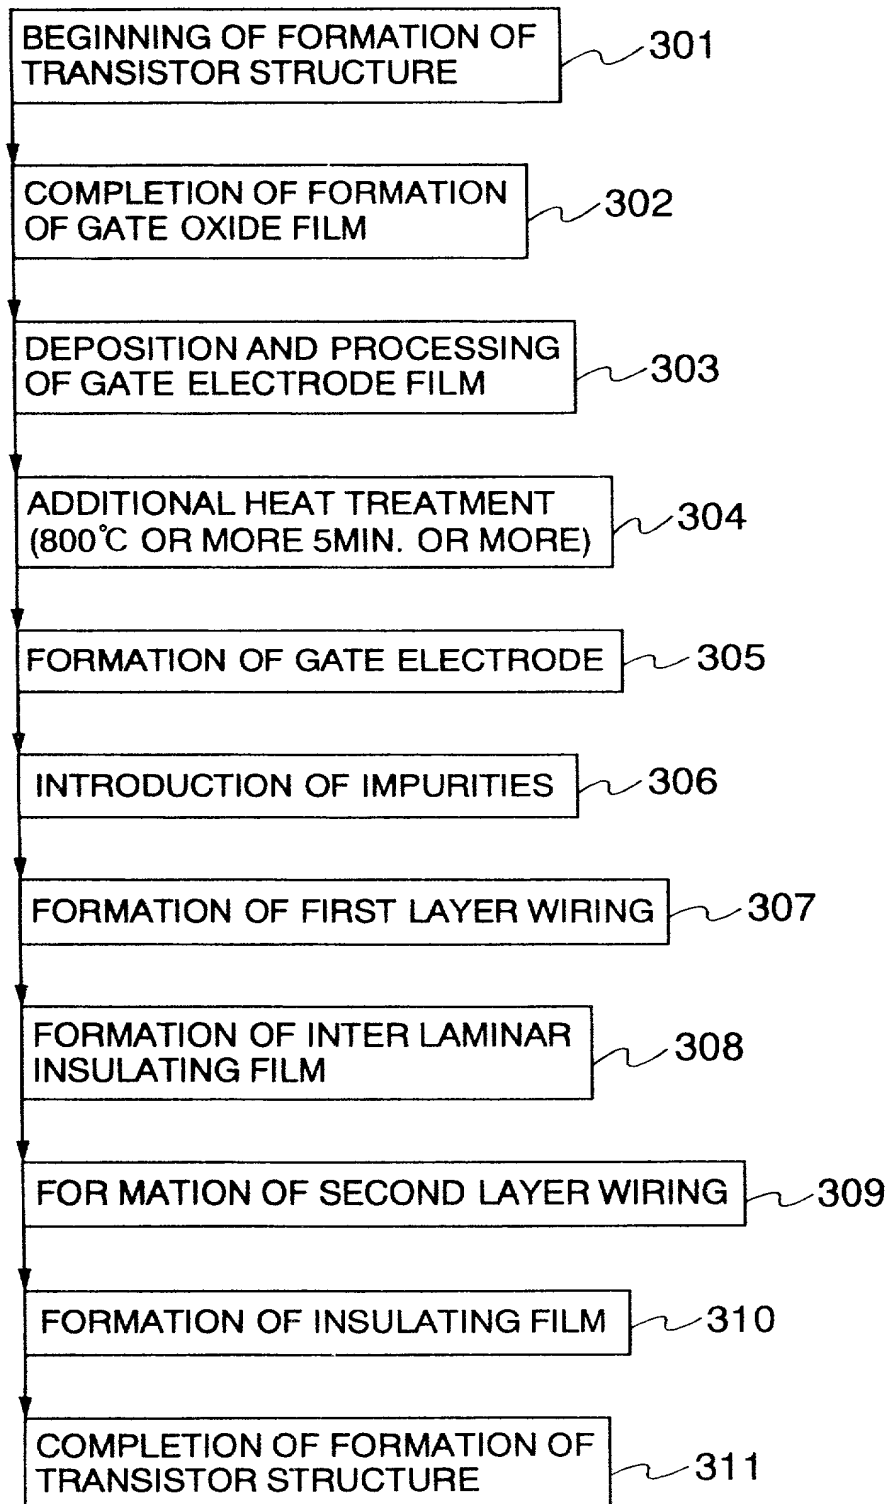 BEGINNING OF FORMATION OF
TRANSISTOR STRUCTURE
301
COMPLETION OF FORMATION
OF GATE OXIDE FILM
302
DEPOSITION AND PROCESSING
OF GATE ELECTRODE FILM
303
ADDITIONAL HEAT TREATMENT
(800℃ OR MORE 5MIN. OR MORE)
304
FORMATION OF GATE ELECTRODE
305
INTRODUCTION OF IMPURITIES
306
FORMATION OF FIRST LAYER WIRING
307
FORMATION OF INTER LAMINAR
INSULATING FILM
308
FOR MATION OF SECOND LAYER WIRING
309
FORMATION OF INSULATING FILM
310
COMPLETION OF FORMATION OF
TRANSISTOR STRUCTURE
311